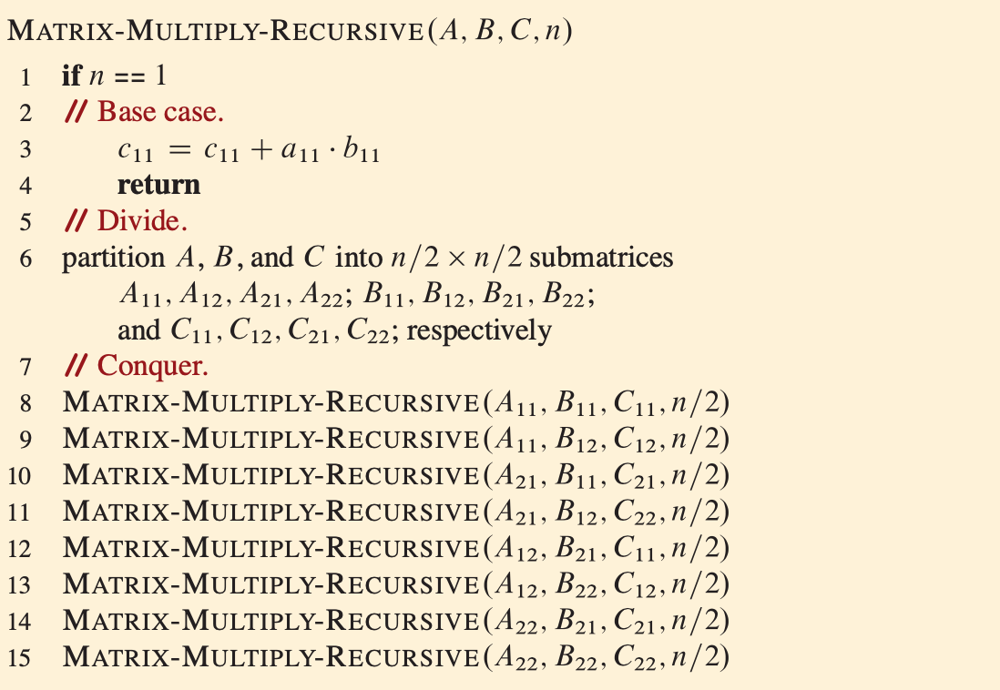 MATRIX-MULTIPLY-RECURSIVE(A, B, C, n)
1 if n == 1
2 // Base case.
3 c₁₁ = c₁₁ + a₁₁ · b₁₁
4 return
5 // Divide.
6 partition A, B, and C into n/2 × n/2 submatrices
A₁₁, A₁₂, A₂₁, A₂₂; B₁₁, B₁₂, B₂₁, B₂₂;
and C₁₁, C₁₂, C₂₁, C₂₂; respectively
7 // Conquer.
8 MATRIX-MULTIPLY-RECURSIVE(A₁₁, B₁₁, C₁₁, n/2)
9 MATRIX-MULTIPLY-RECURSIVE(A₁₁, B₁₂, C₁₂, n/2)
10 MATRIX-MULTIPLY-RECURSIVE(A₂₁, B₁₁, C₂₁, n/2)
11 MATRIX-MULTIPLY-RECURSIVE(A₂₁, B₁₂, C₂₂, n/2)
12 MATRIX-MULTIPLY-RECURSIVE(A₁₂, B₂₁, C₁₁, n/2)
13 MATRIX-MULTIPLY-RECURSIVE(A₁₂, B₂₂, C₁₂, n/2)
14 MATRIX-MULTIPLY-RECURSIVE(A₂₂, B₂₁, C₂₁, n/2)
15 MATRIX-MULTIPLY-RECURSIVE(A₂₂, B₂₂, C₂₂, n/2)